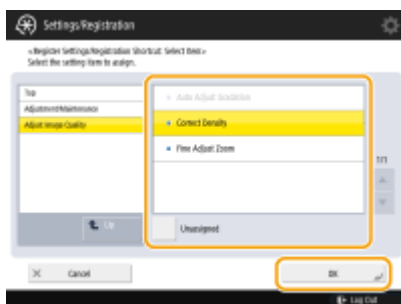 Settings/Registration
<Register Settings/Registration Shortcut: Select Item>
Select the setting item to assign.
Top
Adjustment/Maintenance
Adjust Image Quality
Auto Adjust Gradation
Correct Density
Fine Adjust Zoom
1/1
Up
Unassigned
Cancel
OK
Log Out